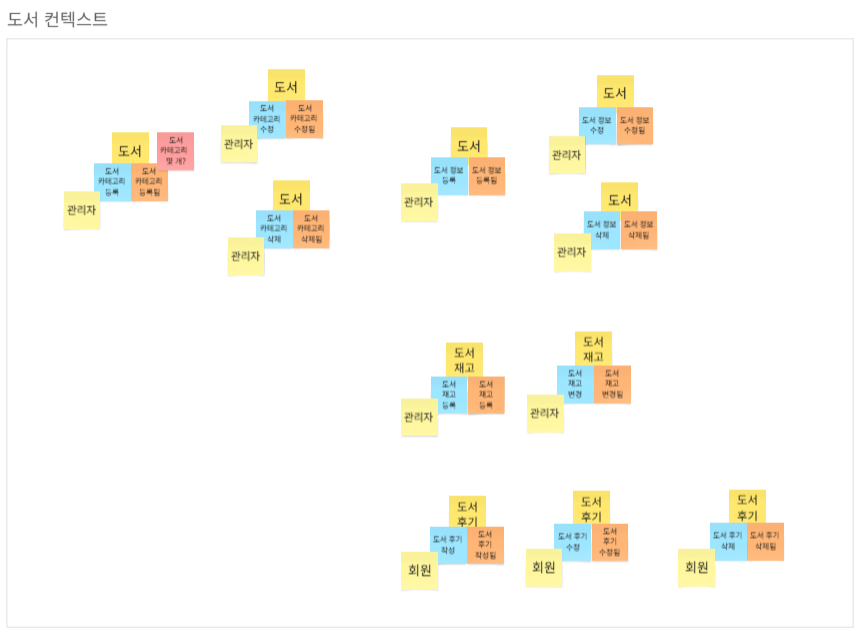 도서 컨텍스트
도서
도서
카테고리
수정
도서
카테고리
수정됨
관리자
도서
도서
카테고리
몇 개?
도서
카테고리
등록
도서
카테고리
등록됨
관리자
도서
도서
카테고리
삭제
도서
카테고리
삭제됨
관리자
도서
도서 정보
등록
도서 정보
등록됨
관리자
도서
도서 정보
수정
도서 정보
수정됨
관리자
도서
도서 정보
삭제
도서 정보
삭제됨
관리자
도서
재고
도서
재고
등록
도서
재고
등록
관리자
도서
재고
도서
재고
변경
도서
재고
변경됨
관리자
도서
후기
도서 후기
작성
도서
후기
작성됨
회원
도서
후기
도서 후기
수정
도서
후기
수정됨
회원
도서
후기
도서 후기
삭제
도서 후기
삭제됨
회원